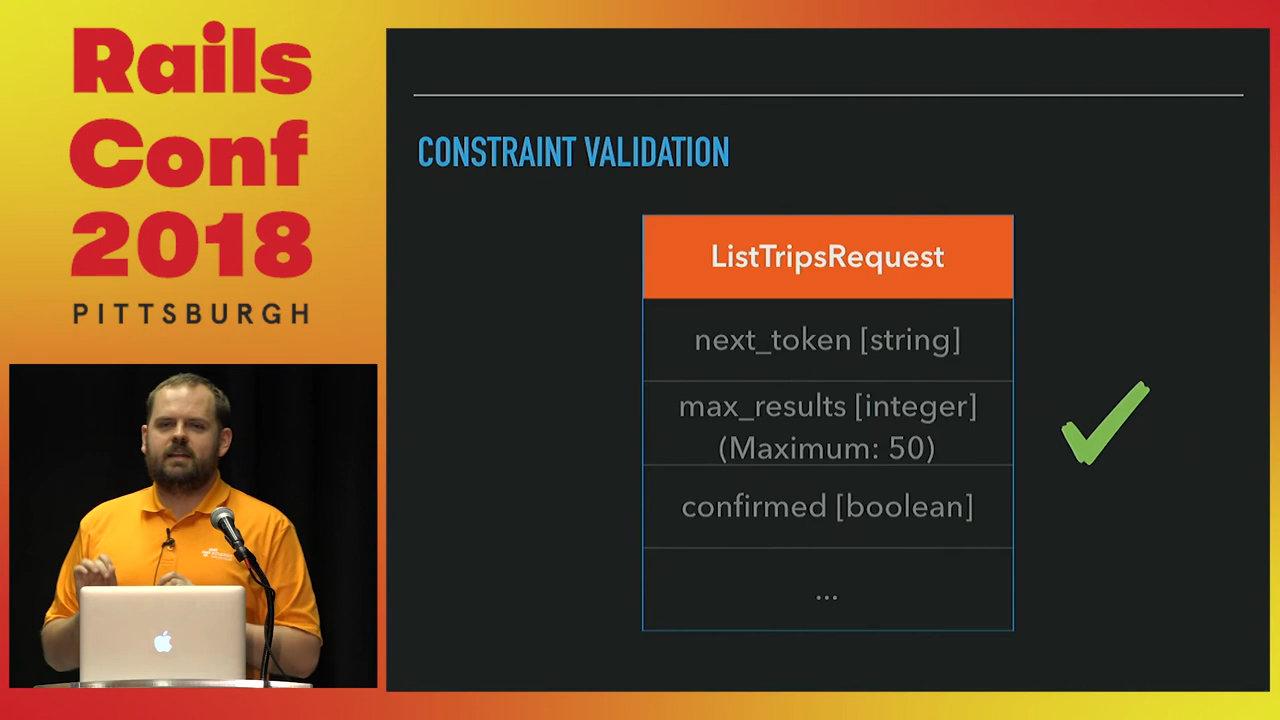 Rails
Conf
2018
PITTSBURGH
CONSTRAINT VALIDATION
ListTripsRequest
next_token [string]
max_results [integer]
(Maximum: 50)
confirmed [boolean]
...